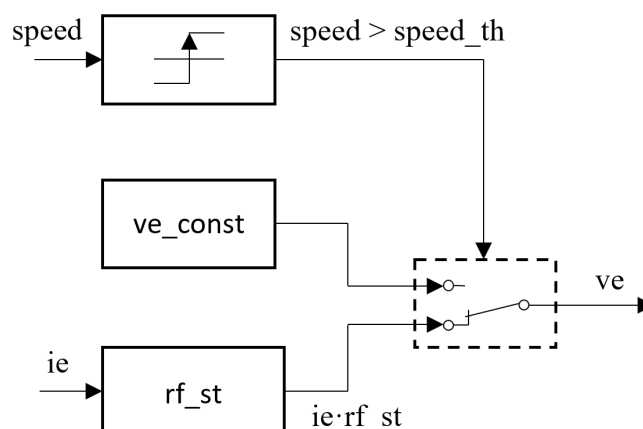 speed
speed > speed_th
ve_const
ve
ie
rf_st
ie·rf_st